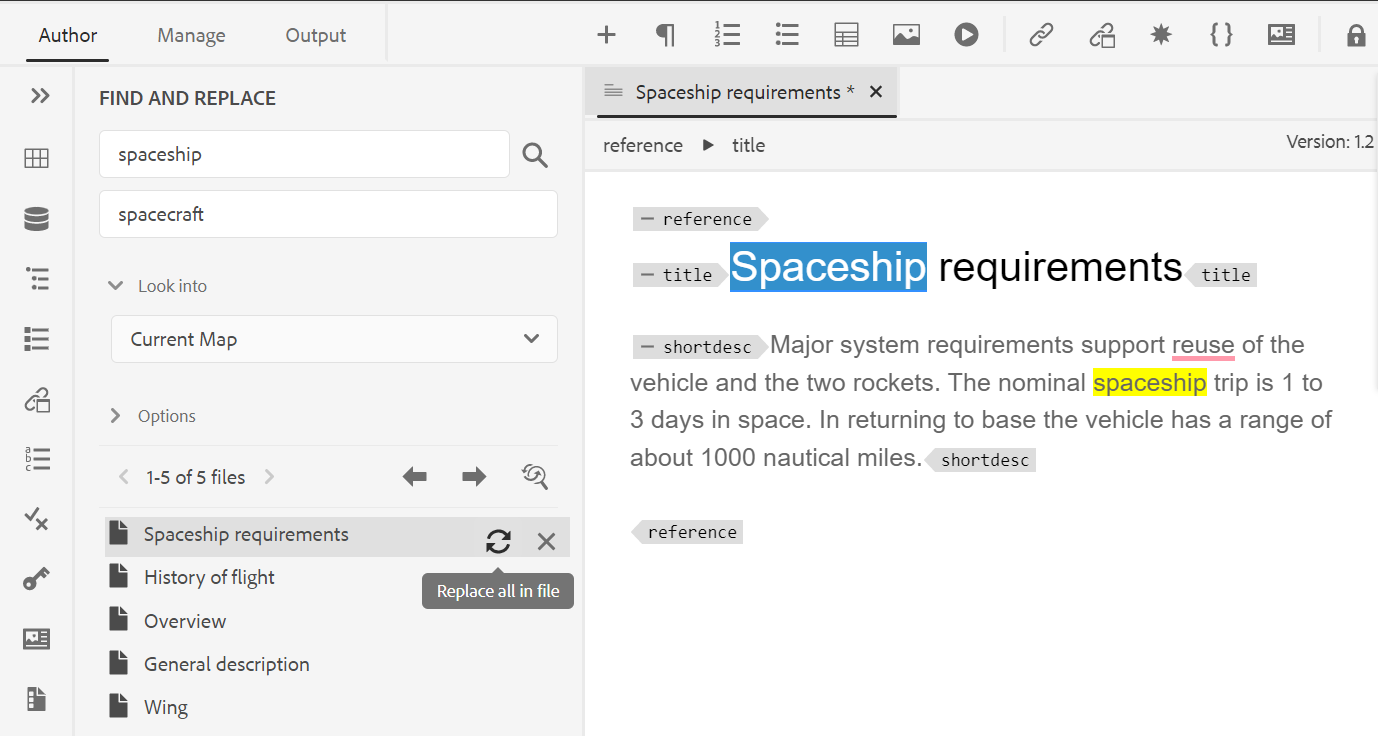 Author Manage Output
FIND AND REPLACE
spaceship
spacecraft
Look into
Current Map
Options
1-5 of 5 files
Spaceship requirements
Replace all in file
History of flight
Overview
General description
Wing
Spaceship requirements *
reference title
Version: 1.2
reference
title Spaceship requirements title
shortdesc Major system requirements support reuse of the
vehicle and the two rockets. The nominal spaceship trip is 1 to
3 days in space. In returning to base the vehicle has a range of
about 1000 nautical miles. shortdesc
reference